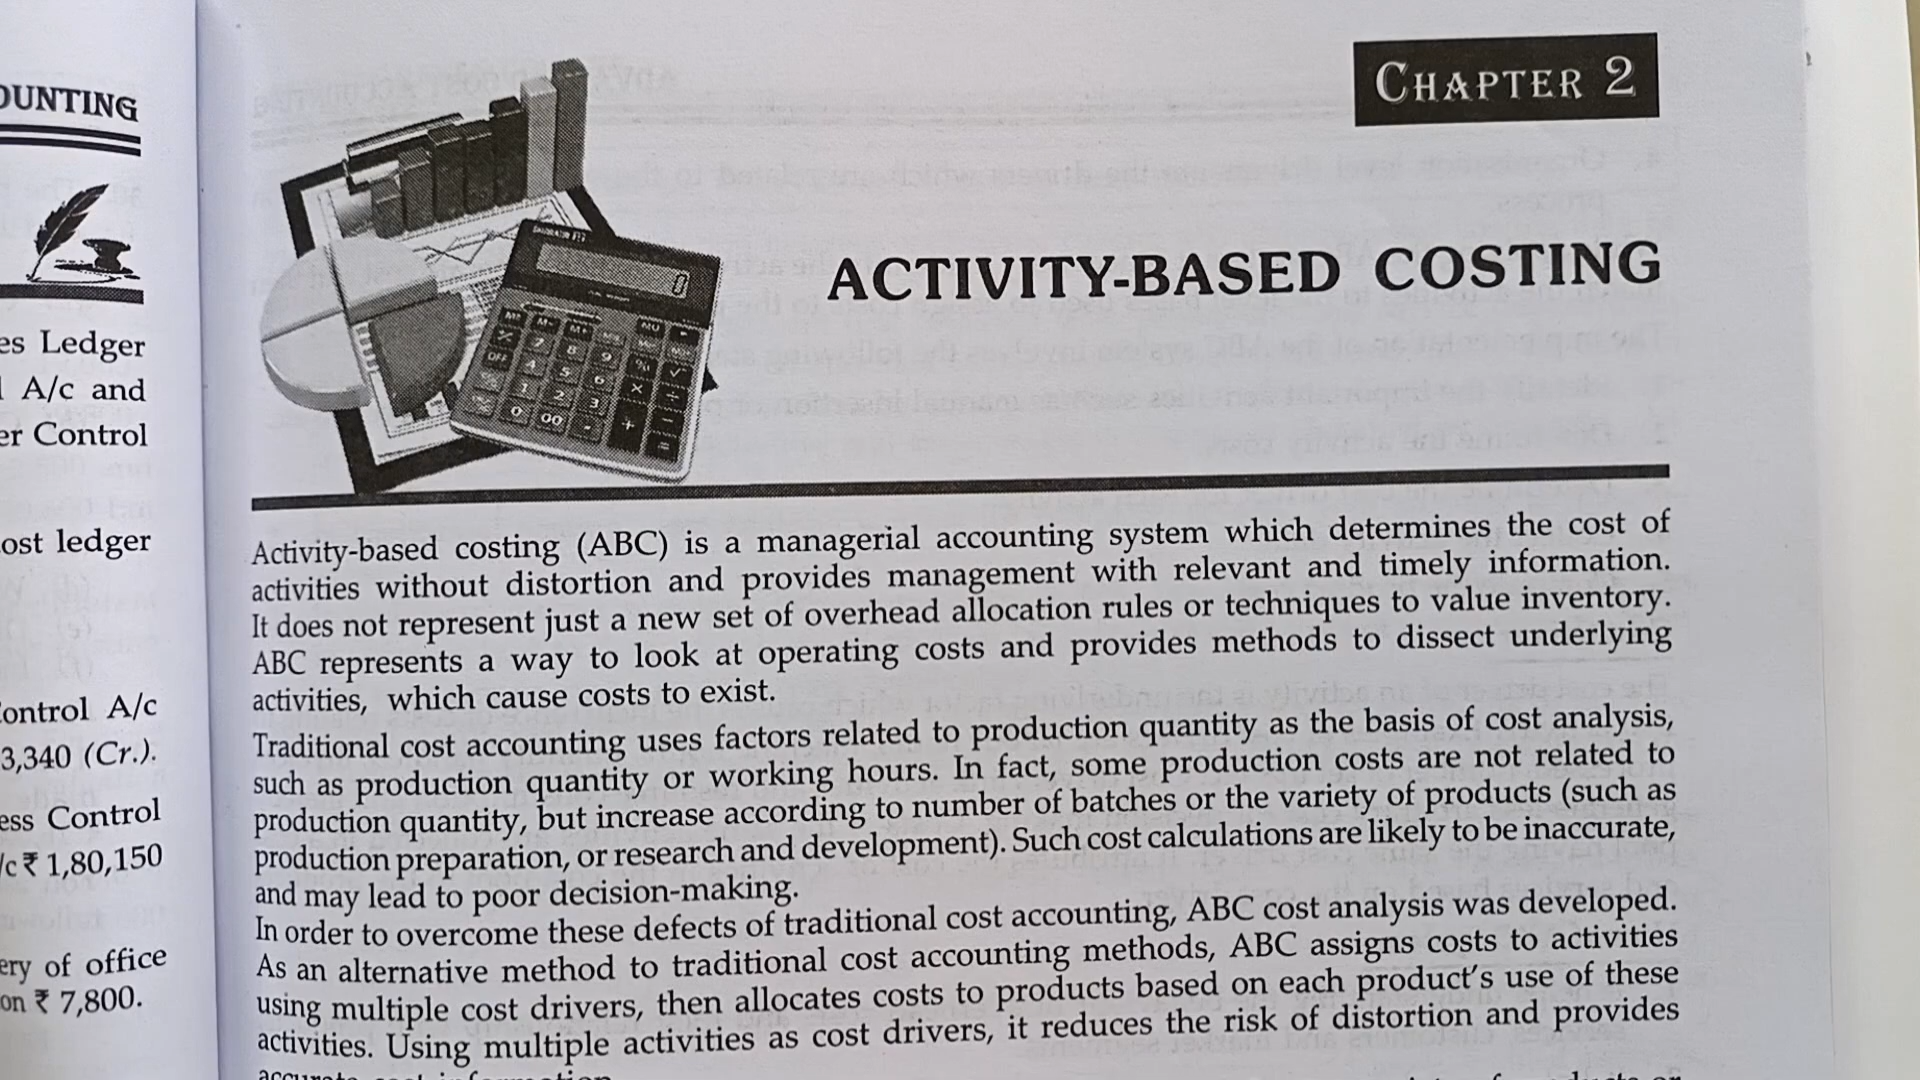 OUNTING
es Ledger
A/c and
er Control
ost ledger
ontrol A/c
3,340 (Cr.).
ess Control
/c ₹ 1,80,150
ery of office
on ₹ 7,800.
CHAPTER 2
ACTIVITY-BASED COSTING
Activity-based costing (ABC) is a managerial accounting system which determines the cost of
activities without distortion and provides management with relevant and timely information.
It does not represent just a new set of overhead allocation rules or techniques to value inventory.
ABC represents a way to look at operating costs and provides methods to dissect underlying
activities, which cause costs to exist.
Traditional cost accounting uses factors related to production quantity as the basis of cost analysis,
such as production quantity or working hours. In fact, some production costs are not related to
production quantity, but increase according to number of batches or the variety of products (such as
production preparation, or research and development). Such cost calculations are likely to be inaccurate,
and may lead to poor decision-making.
In order to overcome these defects of traditional cost accounting, ABC cost analysis was developed.
As an alternative method to traditional cost accounting methods, ABC assigns costs to activities
using multiple cost drivers, then allocates costs to products based on each product's use of these
activities. Using multiple activities as cost drivers, it reduces the risk of distortion and provides